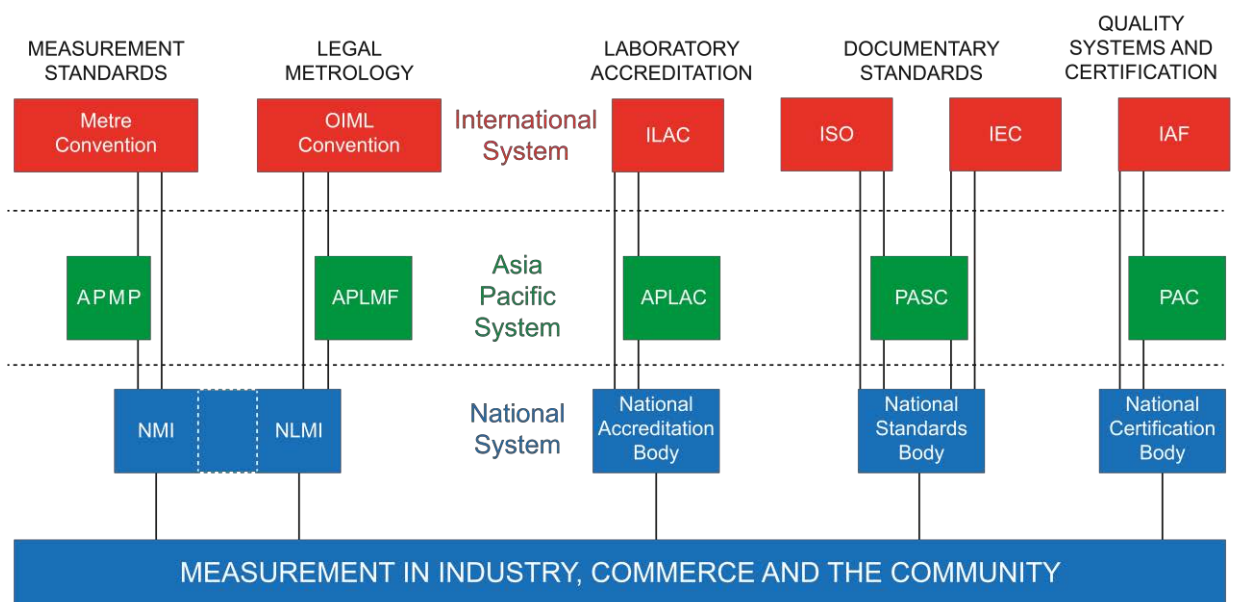 MEASUREMENT
STANDARDS
LEGAL
METROLOGY
LABORATORY
ACCREDITATION
DOCUMENTARY
STANDARDS
QUALITY
SYSTEMS AND
CERTIFICATION
Metre
Convention
OIML
Convention
International
System
ILAC
ISO
IEC
IAF
APMP
APLMF
Asia
Pacific
System
APLAC
PASC
PAC
NMI
NLMI
National
System
National
Accreditation
Body
National
Standards
Body
National
Certification
Body
MEASUREMENT IN INDUSTRY, COMMERCE AND THE COMMUNITY